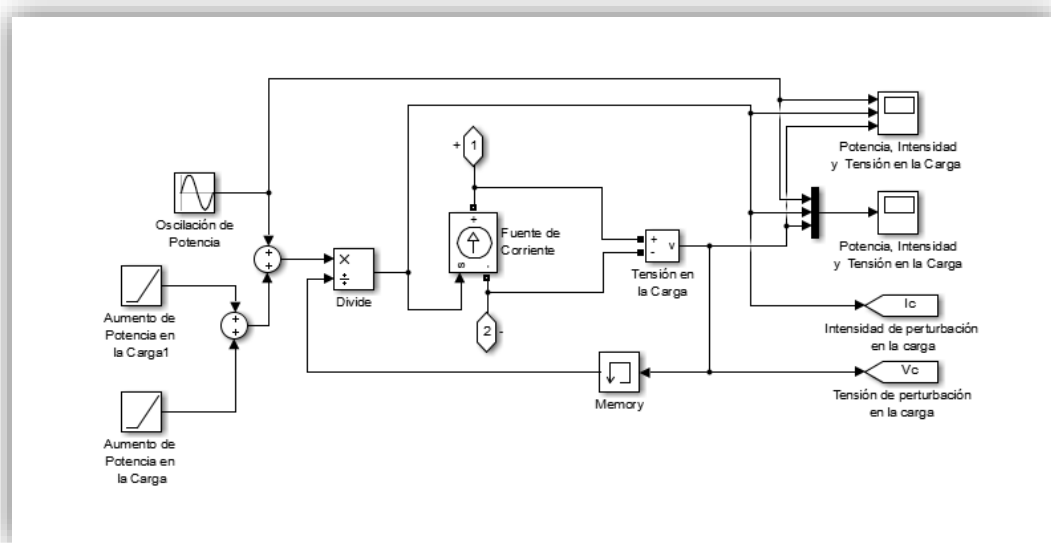 Potencia, Intensidad
y Tensión en la Carga
+ 1
Oscilación de
Potencia
+
Fuente de
Corriente
s
-
+
-
v
Tensión en
la Carga
Potencia, Intensidad
y Tensión en la Carga
+
+
×
÷
Divide
Aumento de
Potencia en
la Carga1
+
+
2 -
Ic
Intensidad de perturbación
en la carga
Memory
Vc
Tensión de perturbación
en la carga
Aumento de
Potencia en
la Carga